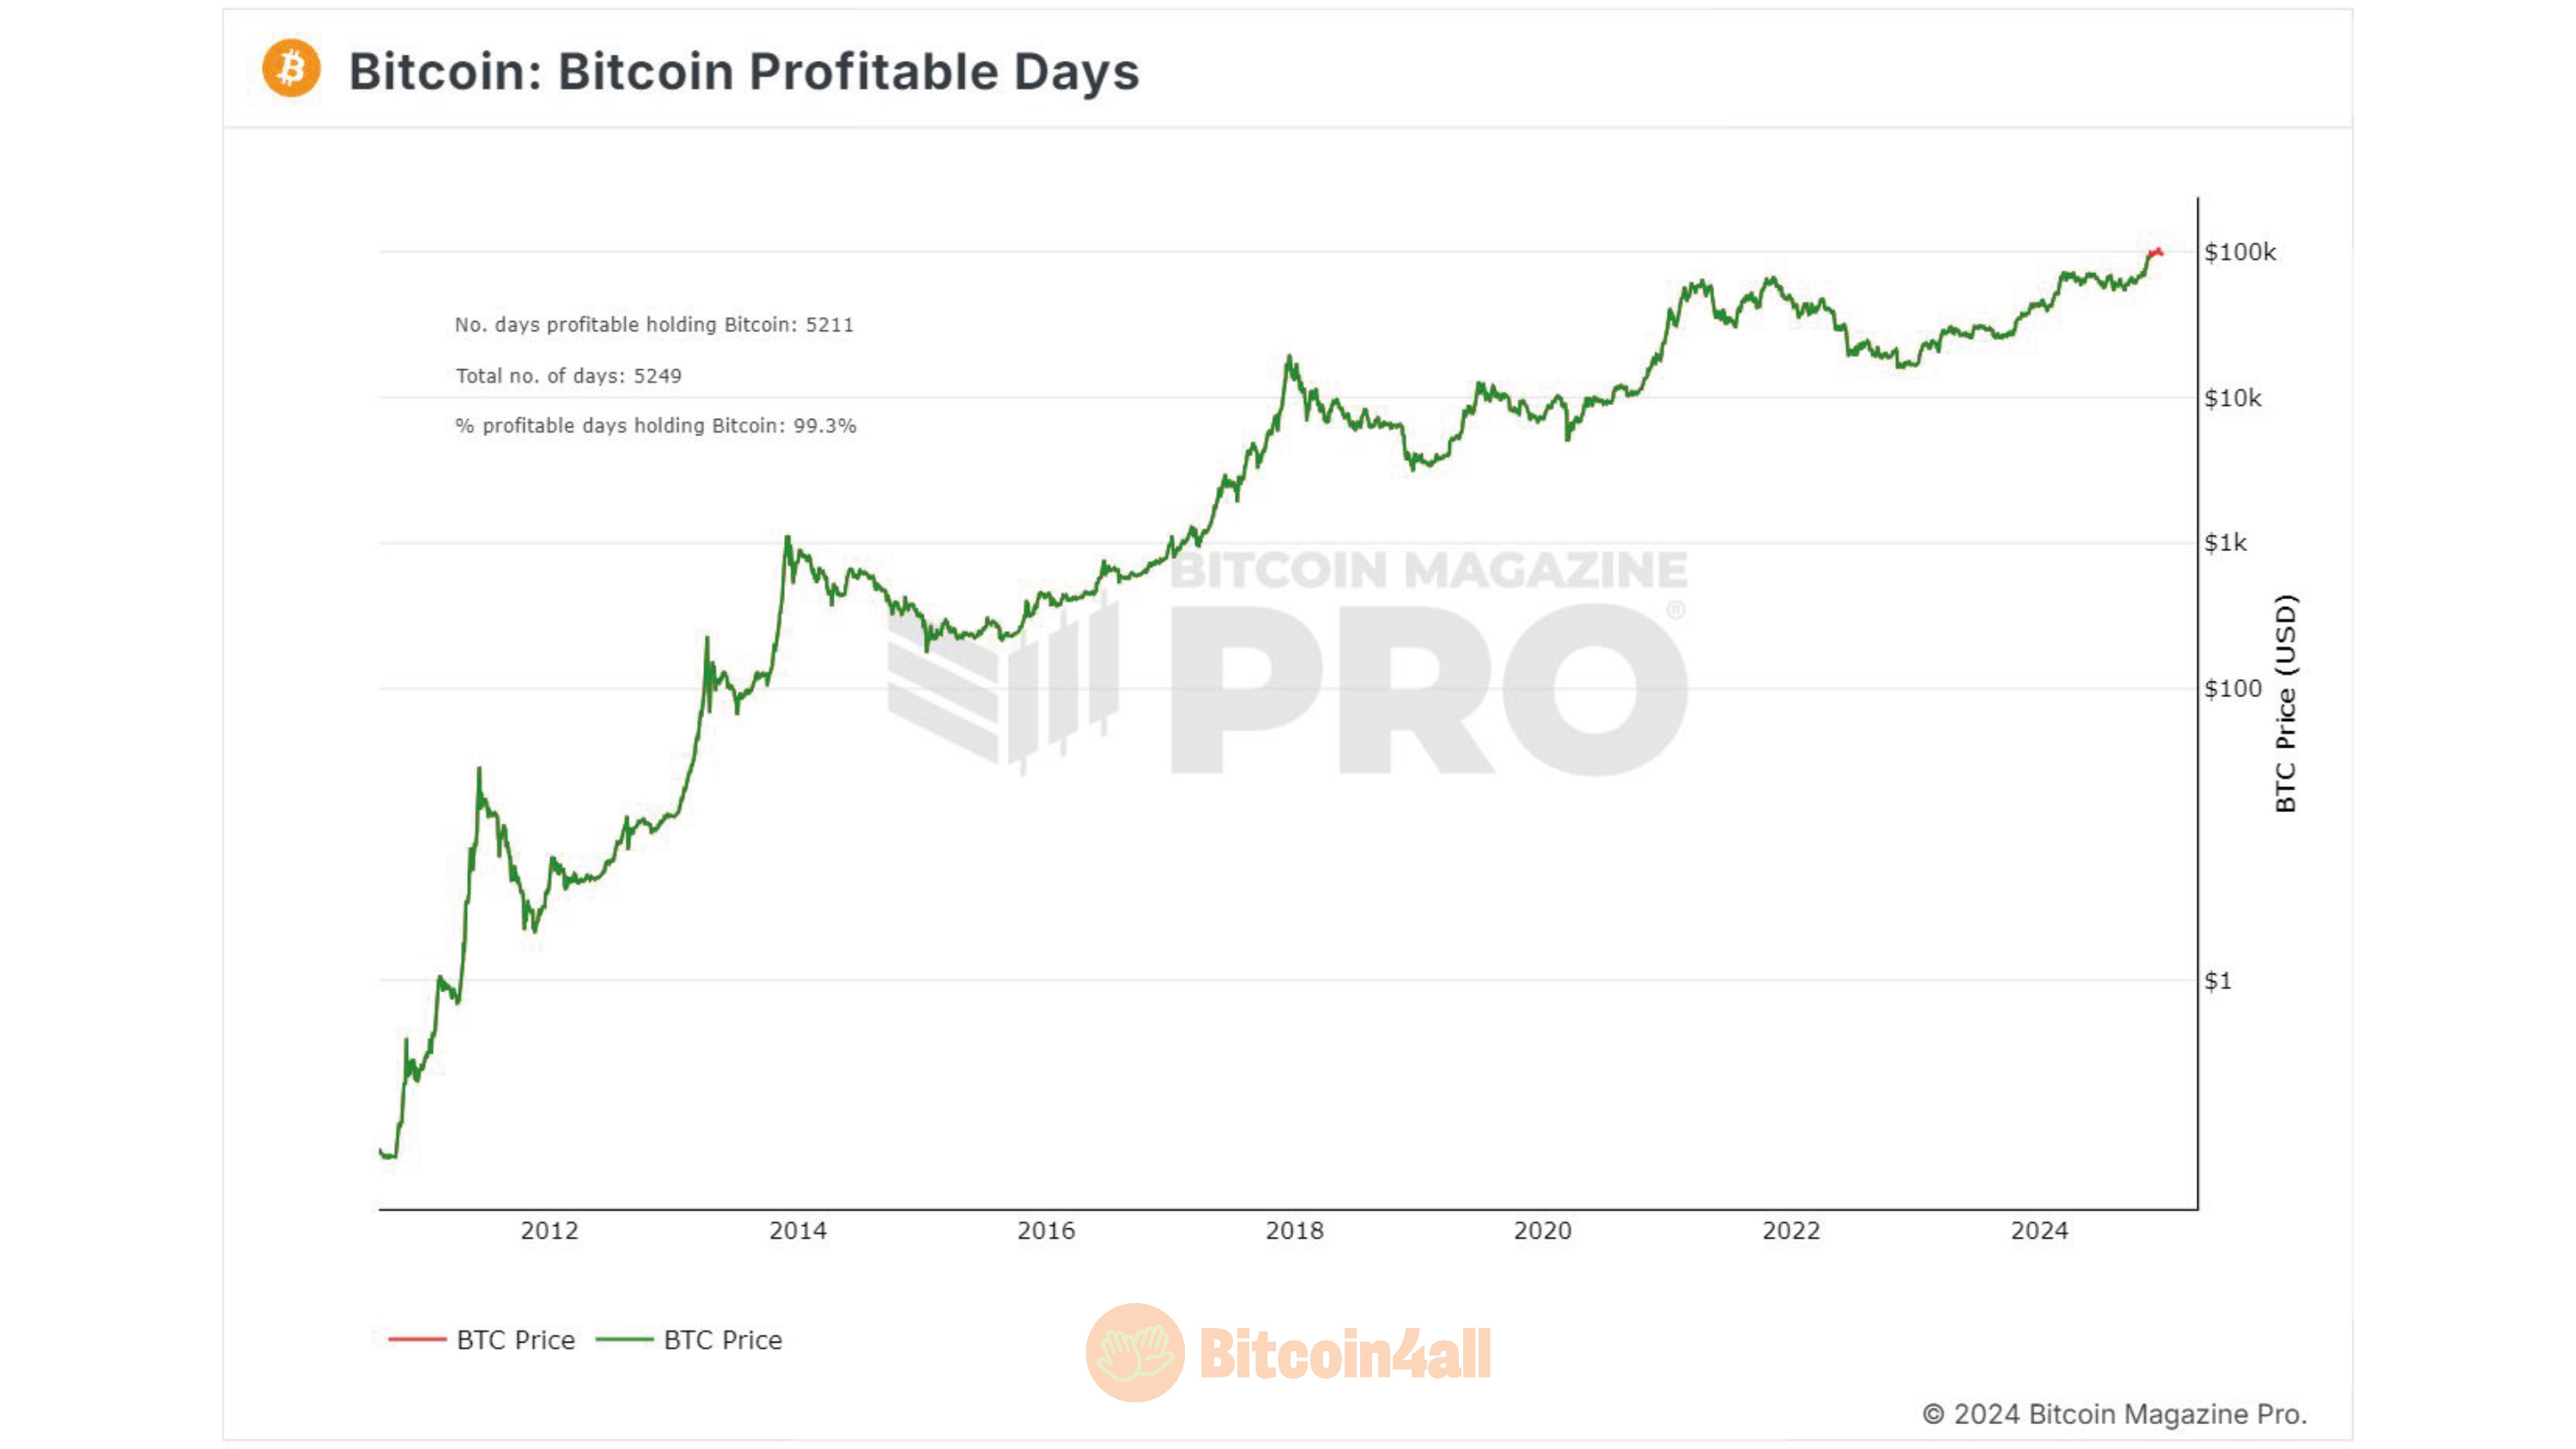 Bitcoin: Bitcoin Profitable Days
No. days profitable holding Bitcoin: 5211
Total no. of days: 5249
% profitable days holding Bitcoin: 99.3%
$100k
$10k
$1k
$100
$1
BTC Price (USD)
BITCOIN MAGAZINE
PRO®
2012 2014 2016 2018 2020 2022 2024
BTC Price BTC Price
Bitcoin4all
© 2024 Bitcoin Magazine Pro.